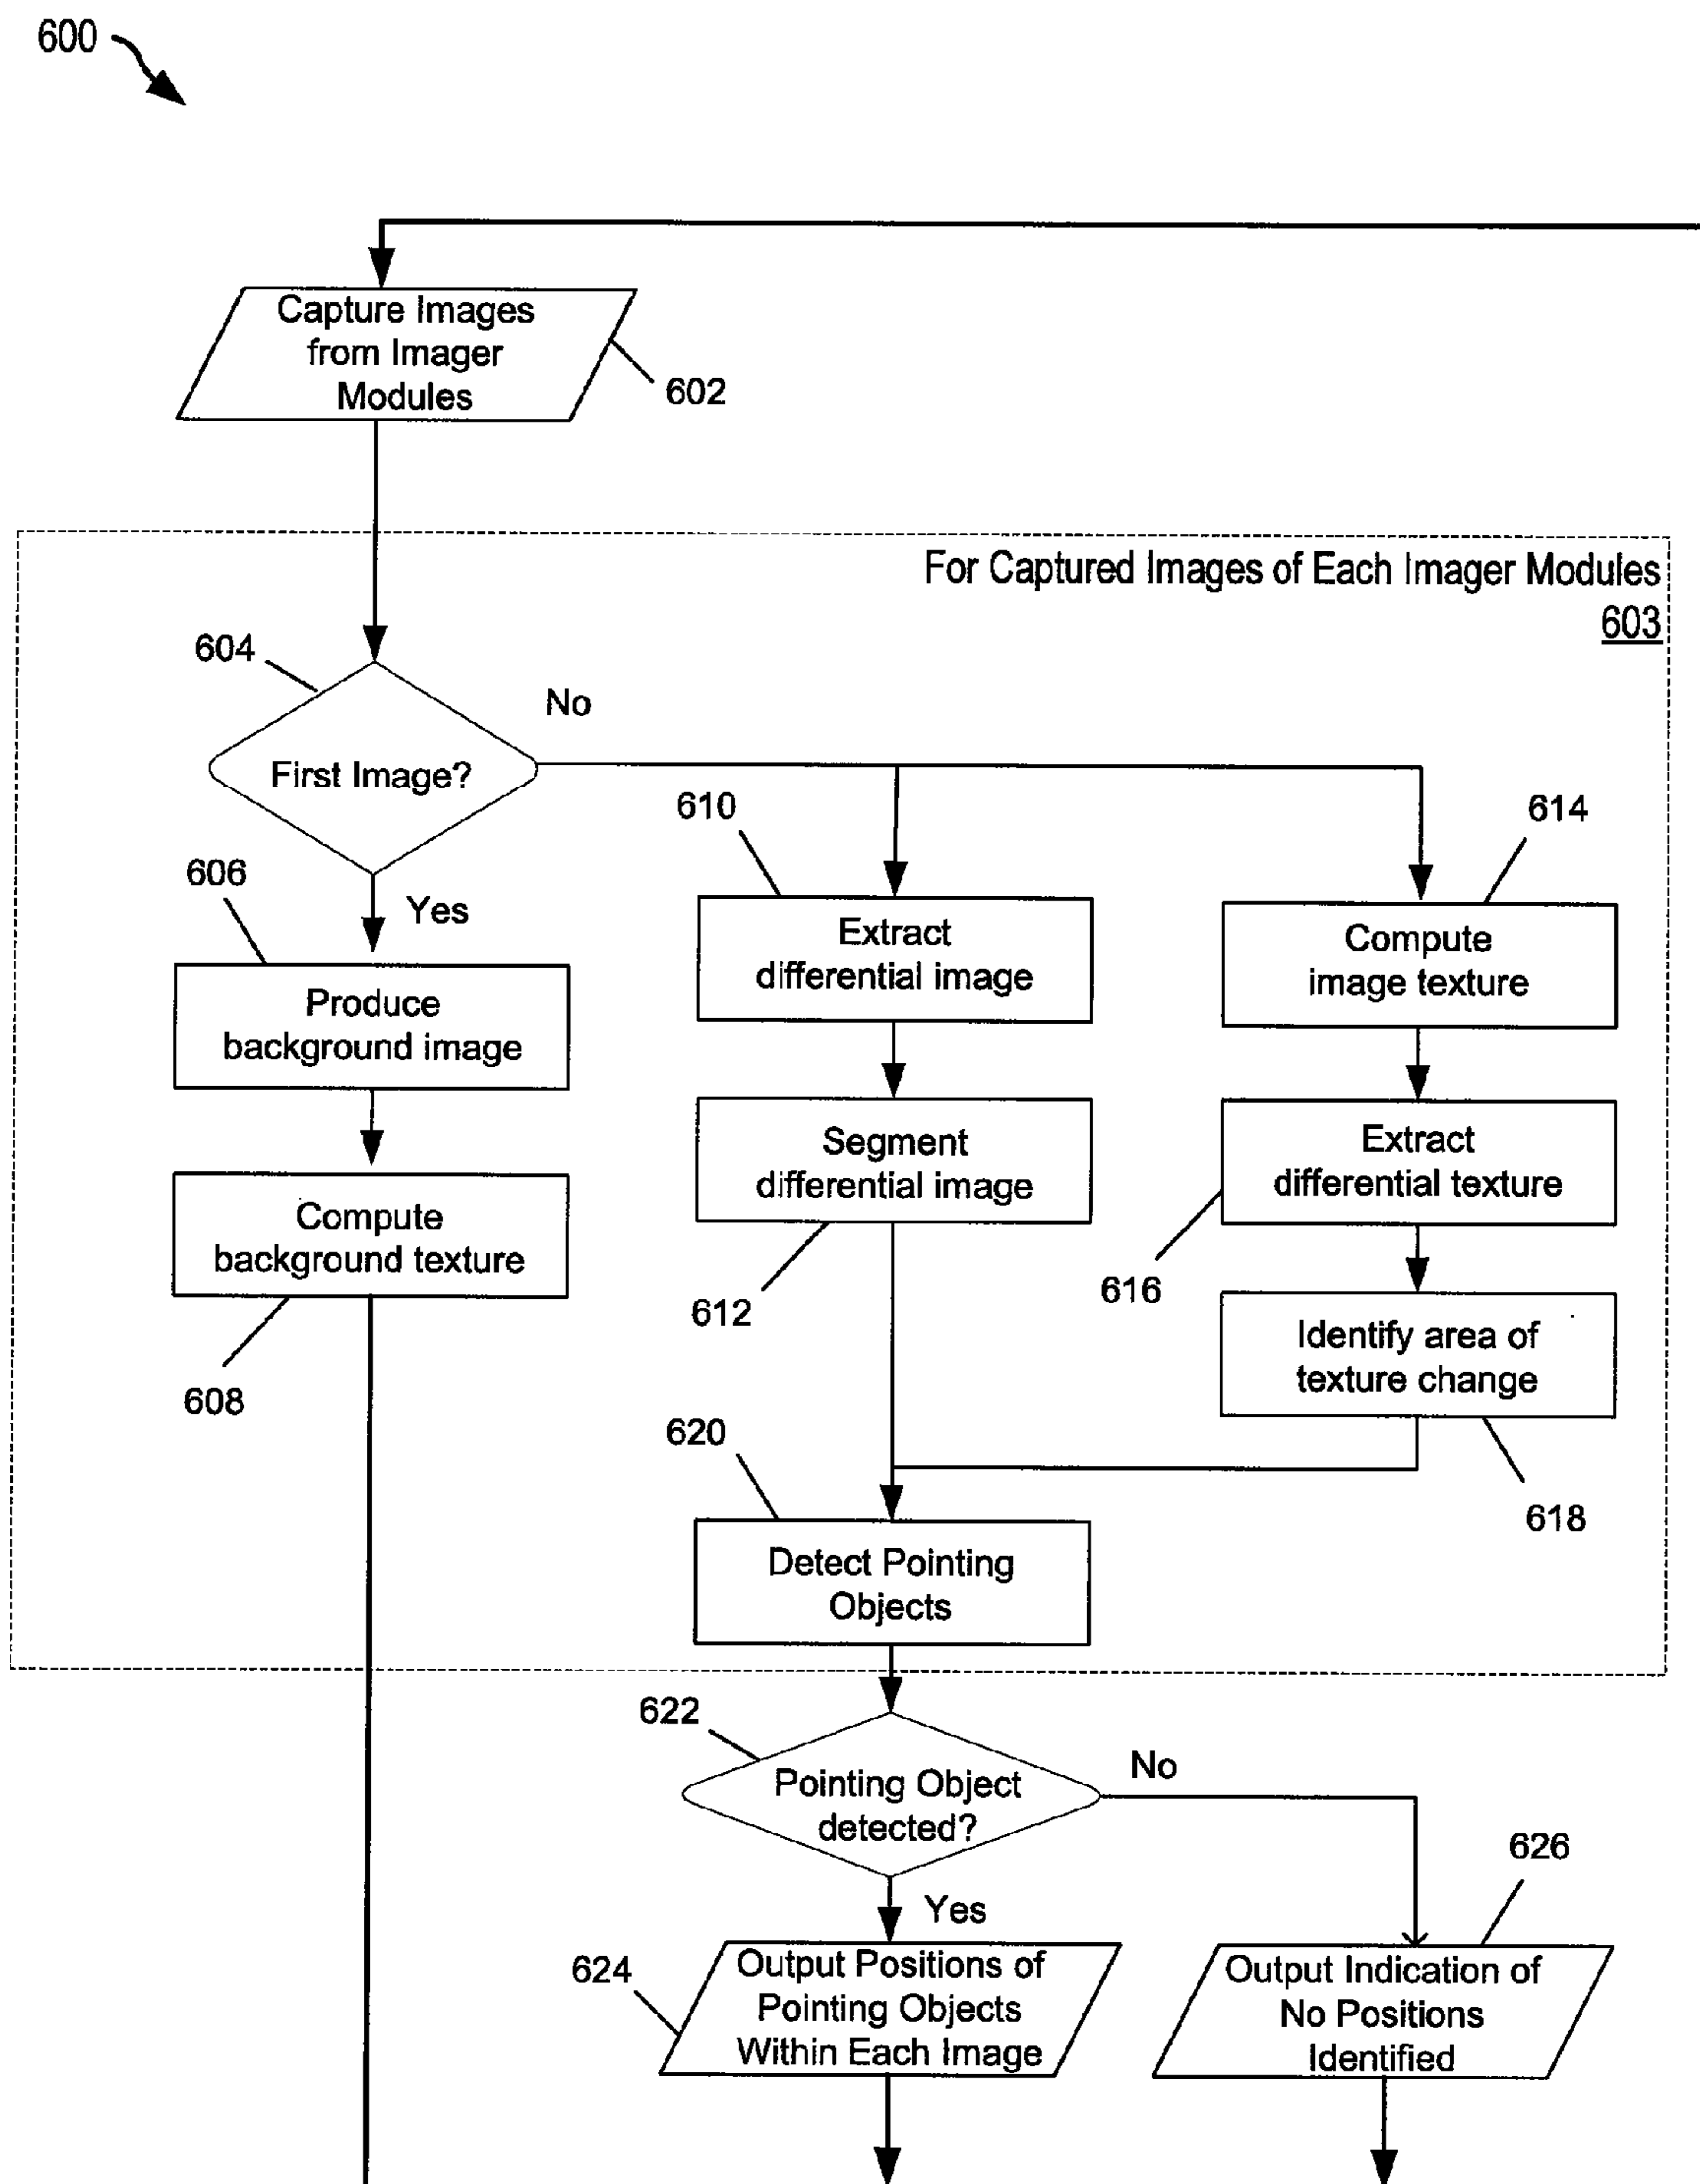 600
Capture Images
from Imager
Modules
602
For Captured Images of Each Imager Modules
603
604
No
First Image?
610
614
606
Yes
Extract
differential image
Compute
image texture
Produce
background image
Segment
differential image
Extract
differential texture
Compute
background texture
616
612
Identify area of
texture change
608
620
618
Detect Pointing
Objects
622
No
Pointing Object
detected?
626
Yes
624
Output Positions of
Pointing Objects
Within Each Image
Output Indication of
No Positions
Identified